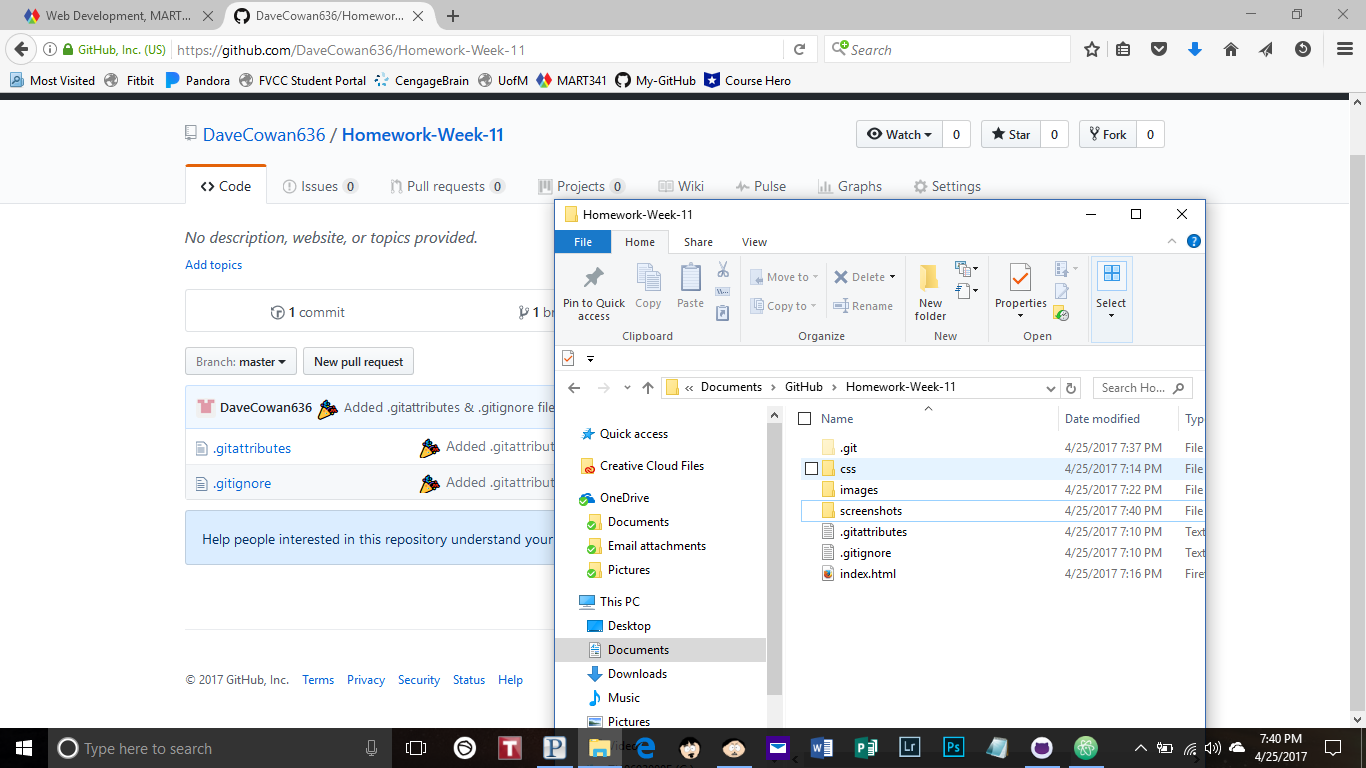 Web Development, MART...
DaveCowan636/Homewor...
GitHub, Inc. (US)
https://github.com/DaveCowan636/Homework-Week-11
Search
Most Visited
Fitbit
Pandora
FVCC Student Portal
CengageBrain
UofM
MART341
My-GitHub
Course Hero
DaveCowan636 / Homework-Week-11
Watch 0
Star 0
Fork 0
Code
Issues 0
Pull requests 0
Projects 0
Wiki
Pulse
Graphs
Settings
No description, website, or topics provided.
Add topics
1 commit
1 br
Branch: master
New pull request
DaveCowan636 Added .gitattributes & .gitignore file
.gitattributes Added .gitattribut
.gitignore Added .gitattribut
Help people interested in this repository understand your
© 2017 GitHub, Inc. Terms Privacy Security Status Help
Homework-Week-11
File Home Share View
Pin to Quick access
Copy
Paste
Clipboard
Move to
Copy to
Delete
Rename
Organize
New folder
New
Properties
Open
Select
« Documents > GitHub > Homework-Week-11
Search Ho...
Quick access
Creative Cloud Files
OneDrive
Documents
Email attachments
Pictures
This PC
Desktop
Documents
Downloads
Music
Pictures
Name Date modified Typ
.git 4/25/2017 7:37 PM File
css 4/25/2017 7:14 PM File
images 4/25/2017 7:22 PM File
screenshots 4/25/2017 7:40 PM File
.gitattributes 4/25/2017 7:10 PM Text
.gitignore 4/25/2017 7:10 PM Text
index.html 4/25/2017 7:16 PM Firef
Type here to search
7:40 PM
4/25/2017